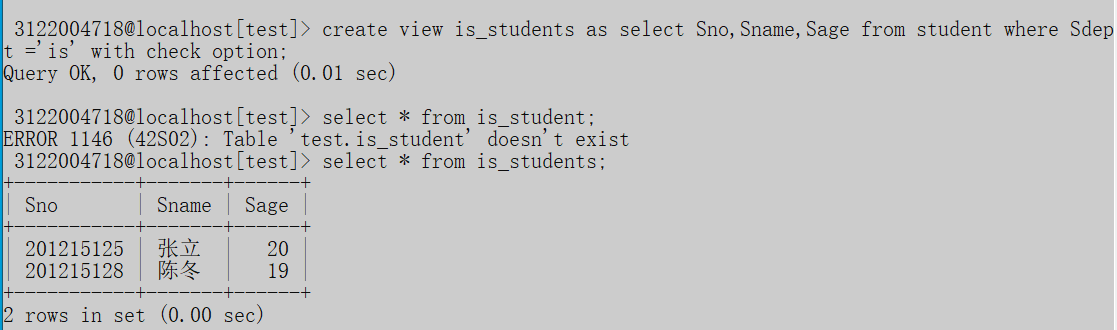 3122004718@localhost[test]> create view is_students as select Sno,Sname,Sage from student where Sdep
t ='is' with check option;
Query OK, 0 rows affected (0.01 sec)
3122004718@localhost[test]> select * from is_student;
ERROR 1146 (42S02): Table 'test.is_student' doesn't exist
3122004718@localhost[test]> select * from is_students;
+-----------+-------+------+
| Sno       | Sname | Sage |
+-----------+-------+------+
| 201215125 | 张立  |   20 |
| 201215128 | 陈冬  |   19 |
+-----------+-------+------+
2 rows in set (0.00 sec)